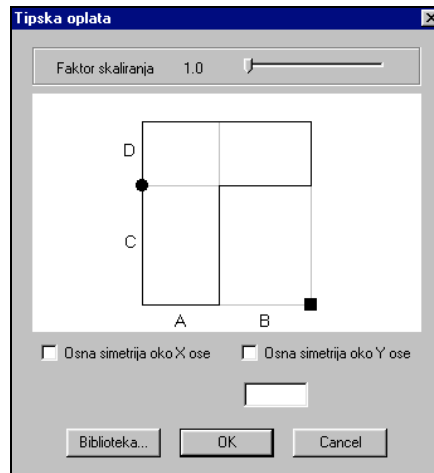 Tipska oplata
Faktor skaliranja 1.0
D
C
A B
Osna simetrija oko X ose Osna simetrija oko Y ose
Biblioteka... OK Cancel